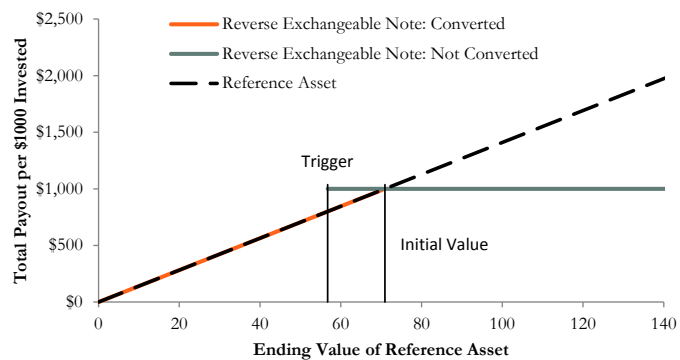 $2,500
$2,000
$1,500
$1,000
$500
$0
Total Payout per $1000 Invested
Reverse Exchangeable Note: Converted
Reverse Exchangeable Note: Not Converted
Reference Asset
Trigger
Initial Value
0 20 40 60 80 100 120 140
Ending Value of Reference Asset